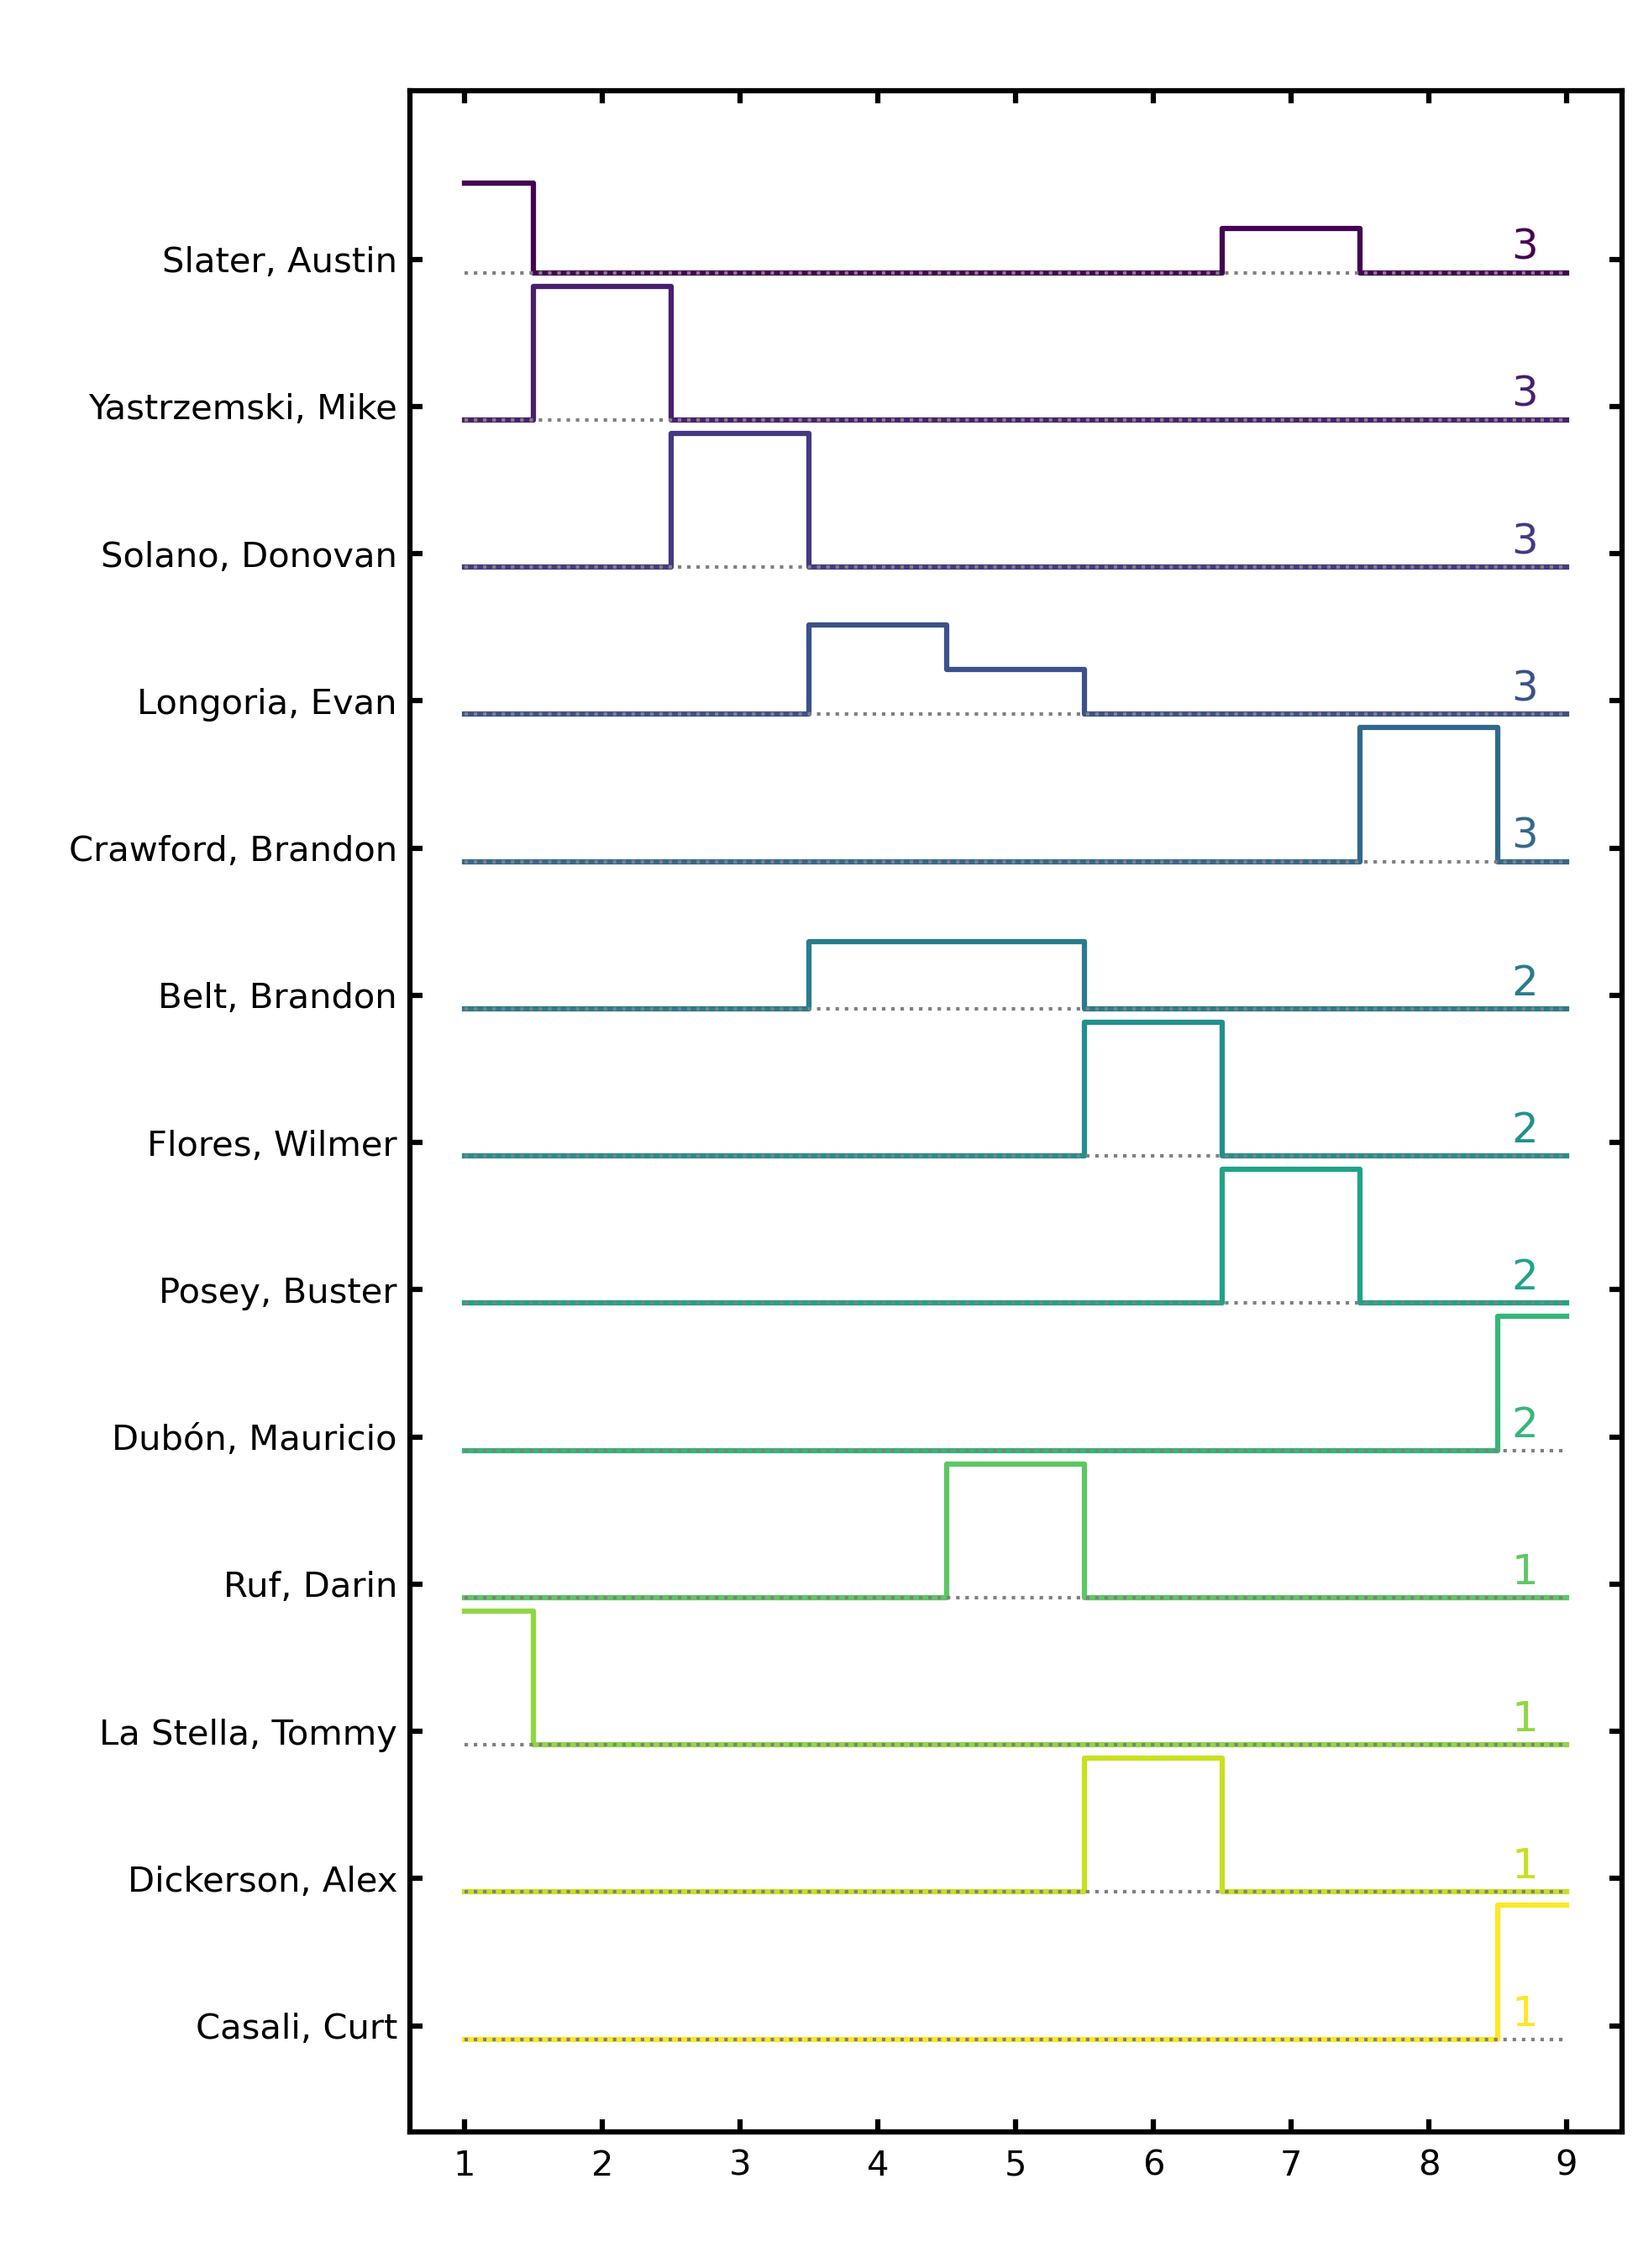 Slater, Austin 3
Yastrzemski, Mike 3
Solano, Donovan 3
Longoria, Evan 3
Crawford, Brandon 3
Belt, Brandon 2
Flores, Wilmer 2
Posey, Buster 2
Dubón, Mauricio 2
Ruf, Darin 1
La Stella, Tommy 1
Dickerson, Alex 1
Casali, Curt 1
1 2 3 4 5 6 7 8 9